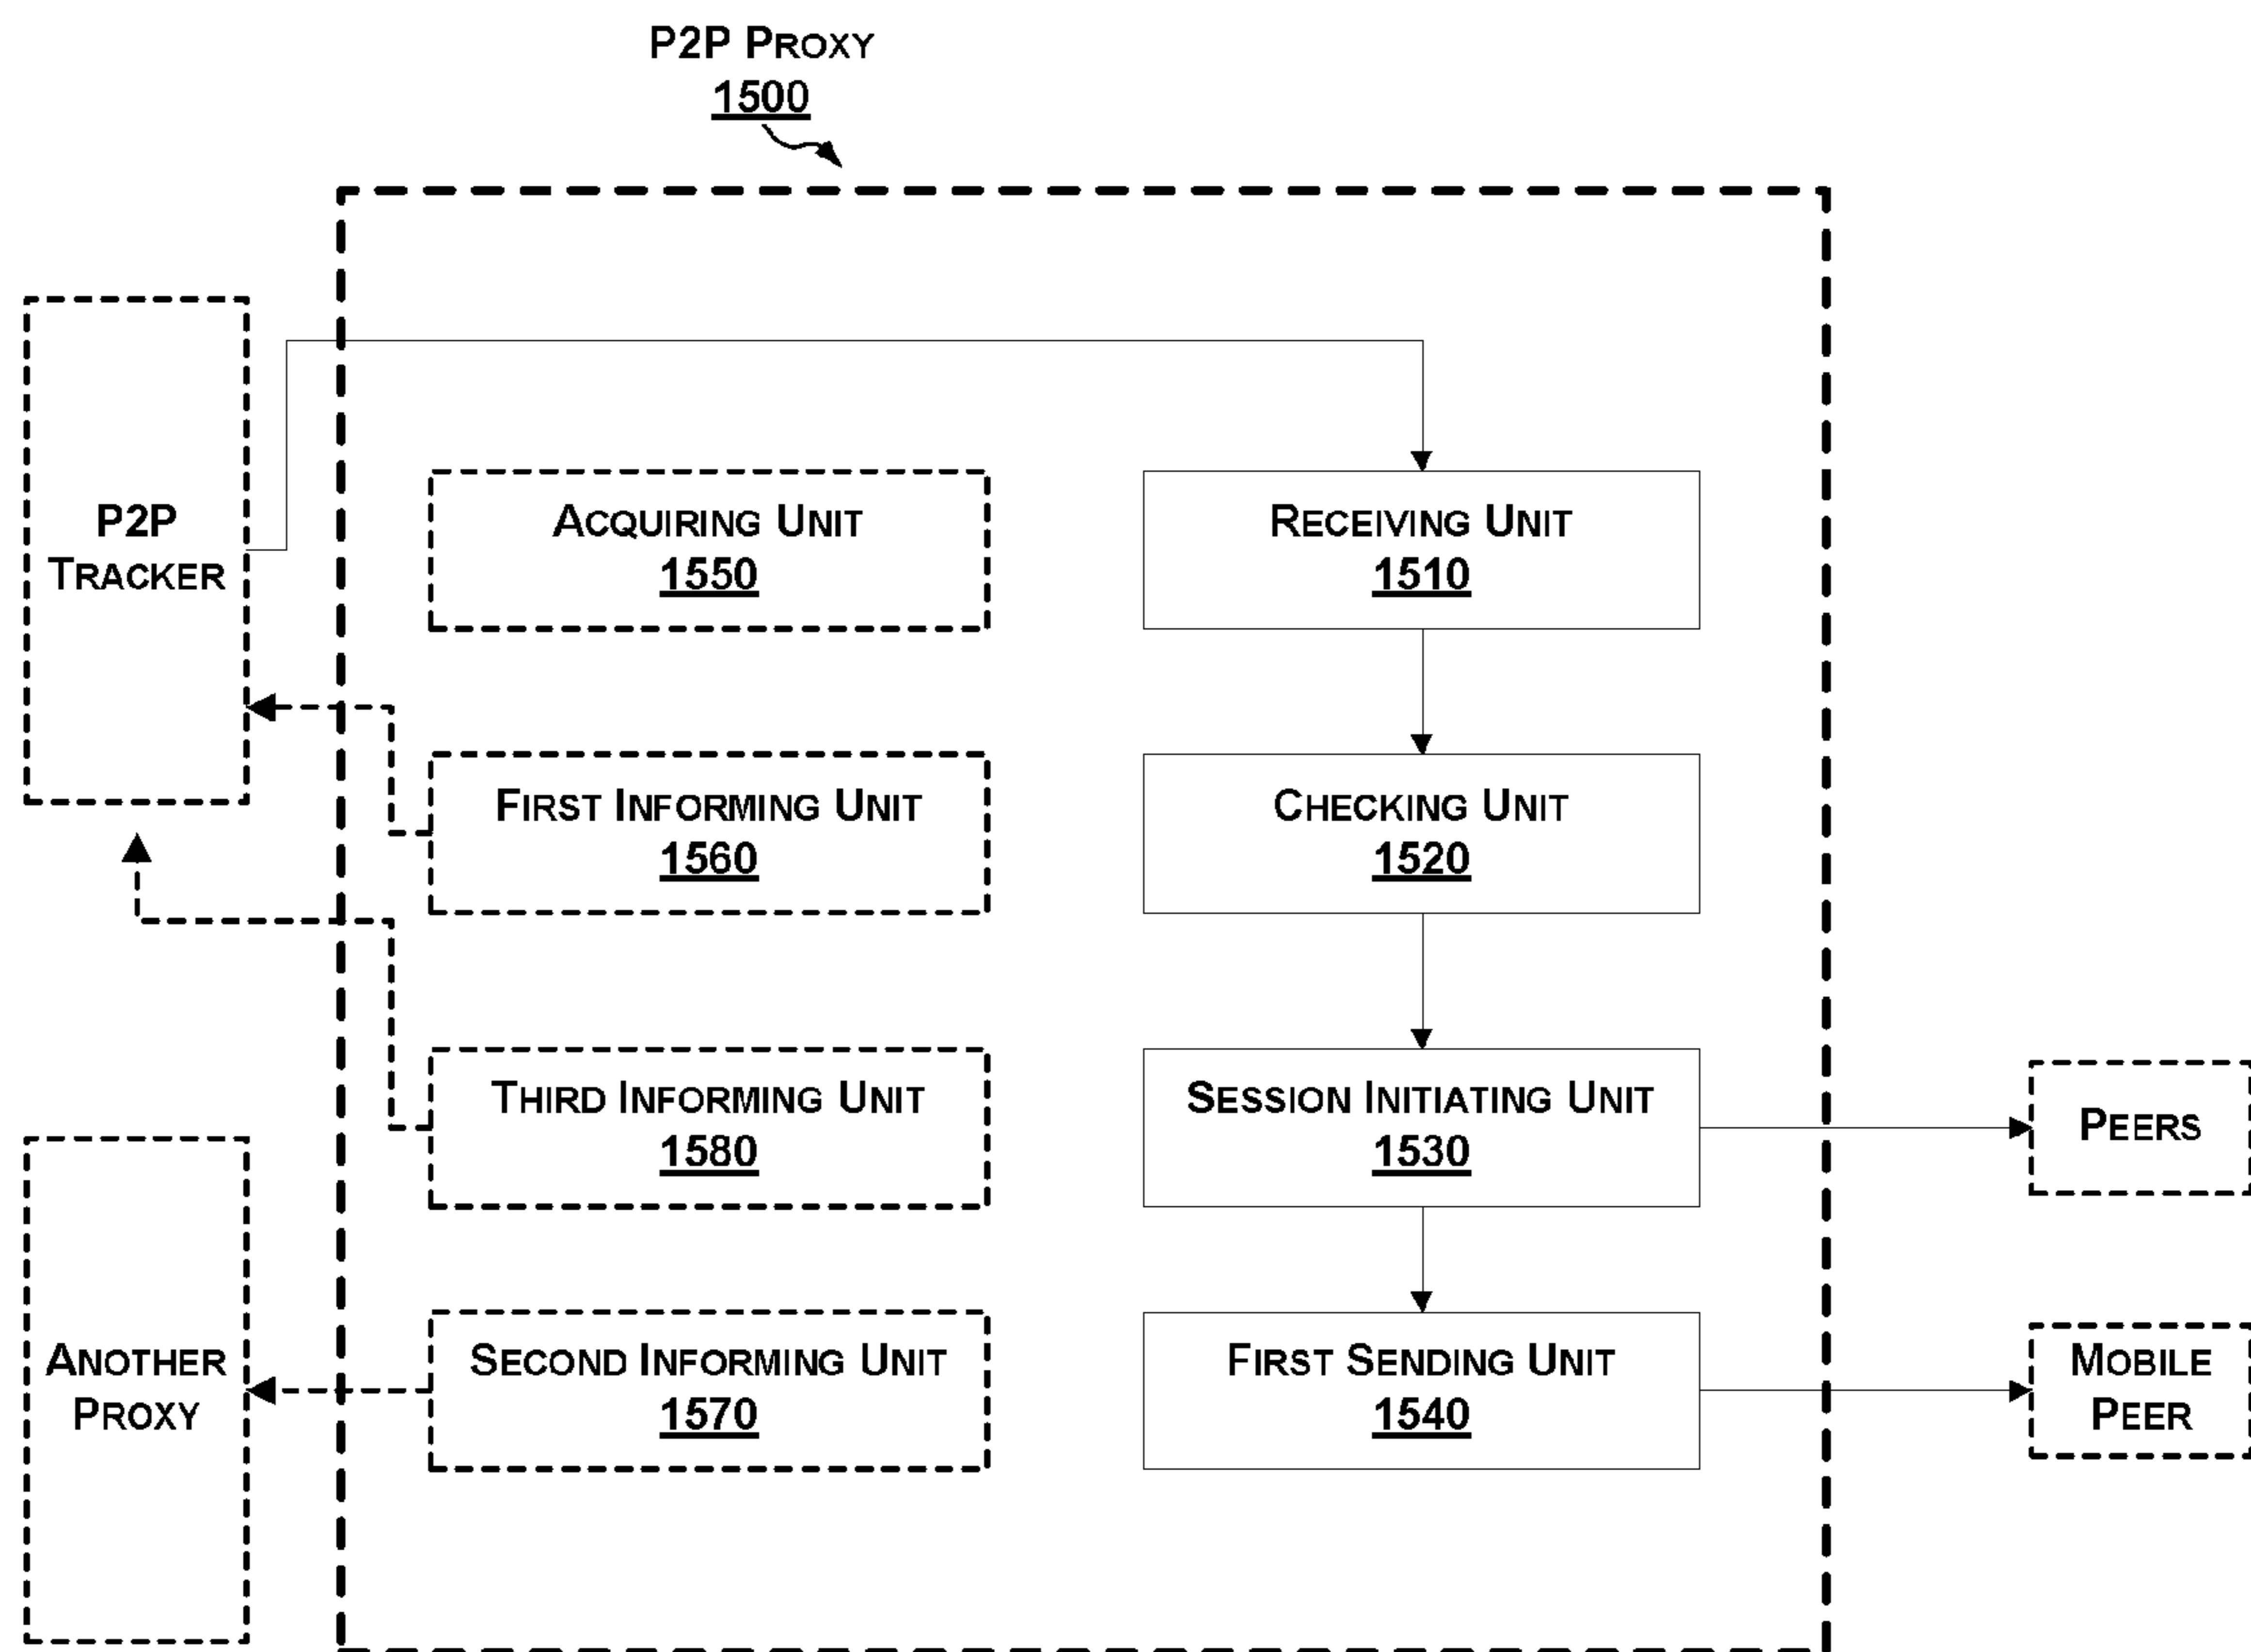 P2P PROXY
1500
P2P
TRACKER
ACQUIRING UNIT
1550
RECEIVING UNIT
1510
FIRST INFORMING UNIT
1560
CHECKING UNIT
1520
THIRD INFORMING UNIT
1580
SESSION INITIATING UNIT
1530
PEERS
ANOTHER
PROXY
SECOND INFORMING UNIT
1570
FIRST SENDING UNIT
1540
MOBILE
PEER